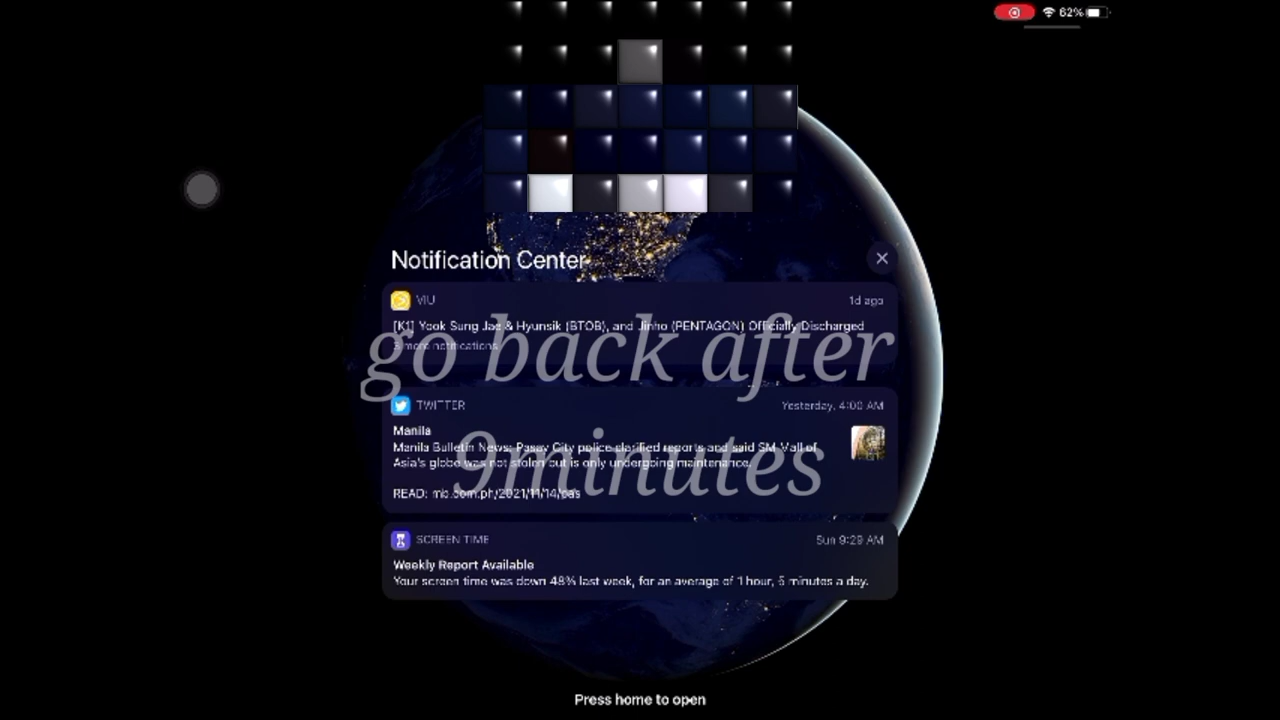 62%
Notification Center
VIU
1d ago
[K1] Yook Sung Jae & Hyunsik (BTOB), and Jinho (PENTAGON) Officially Discharged
3 more notifications
go back after
TWITTER
Yesterday, 4:00 AM
Manila
Manila Bulletin News: Pasay City police clarified reports and said SM Mall of
Asia's globe was not stolen but is only undergoing maintenance.
9minutes
READ: mb.com.ph/2021/11/14/pas
SCREEN TIME
Sun 9:29 AM
Weekly Report Available
Your screen time was down 48% last week, for an average of 1 hour, 5 minutes a day.
Press home to open